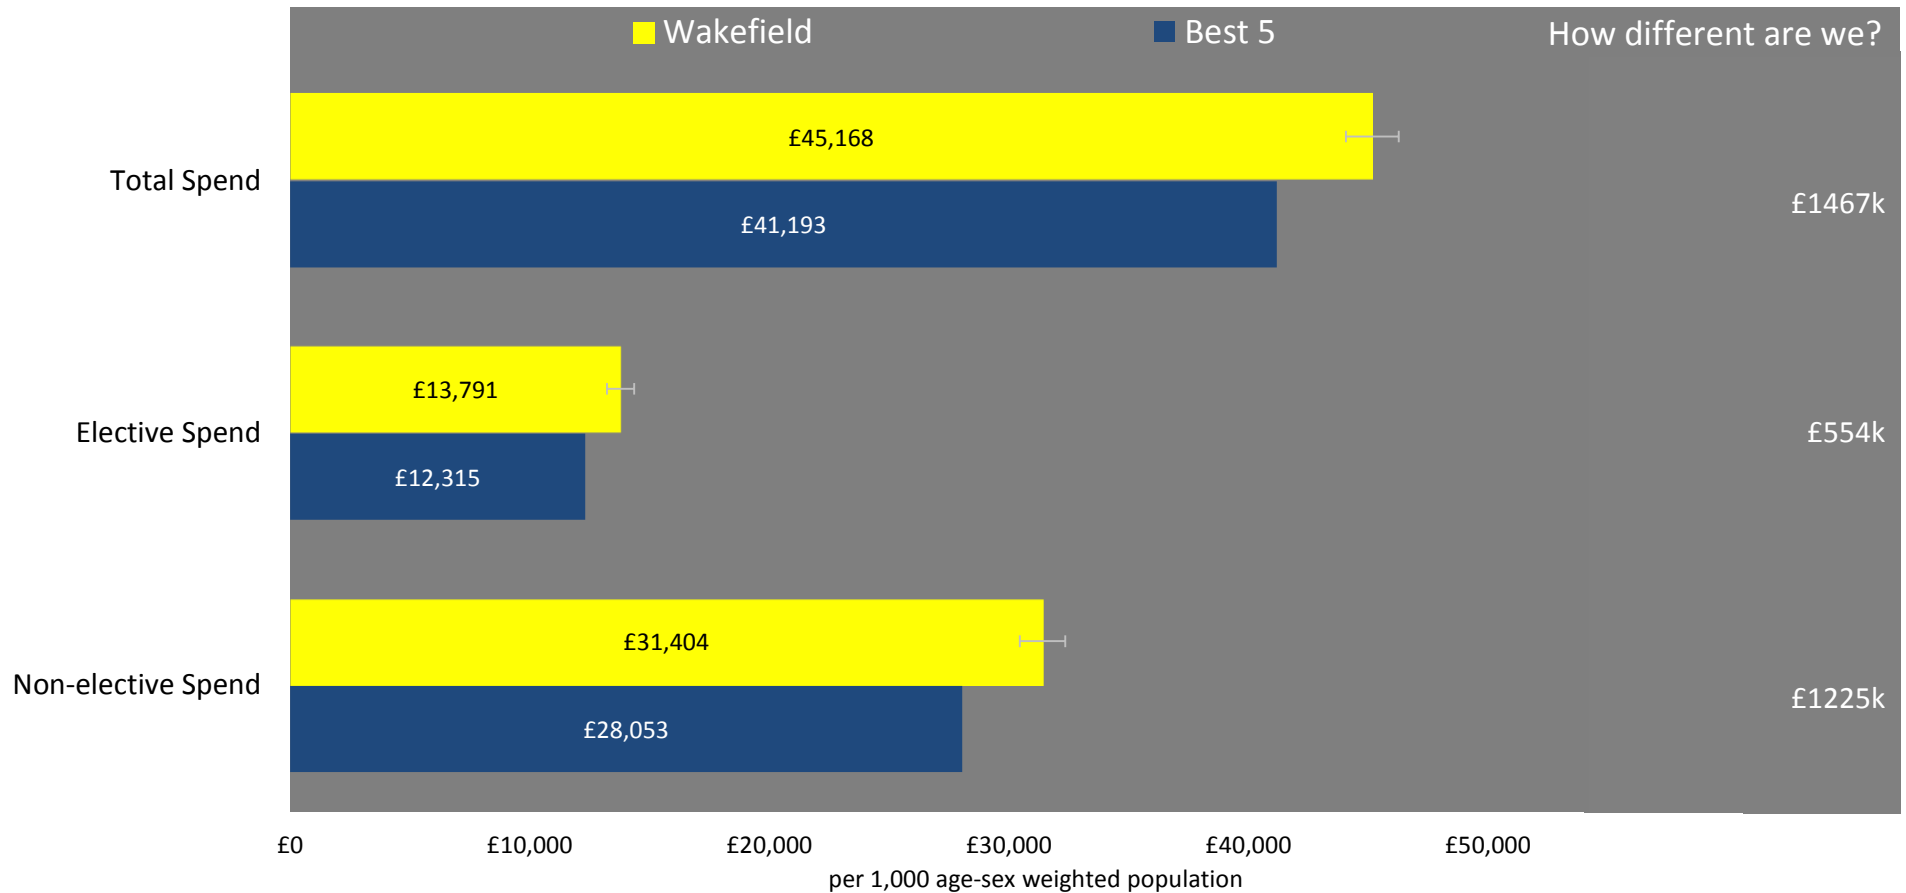 Wakefield Best 5 How different are we?
Total Spend
£45,168
£41,193
£1467k
Elective Spend
£13,791
£12,315
£554k
Non-elective Spend
£31,404
£28,053
£1225k
£0 £10,000 £20,000 £30,000 £40,000 £50,000
per 1,000 age-sex weighted population